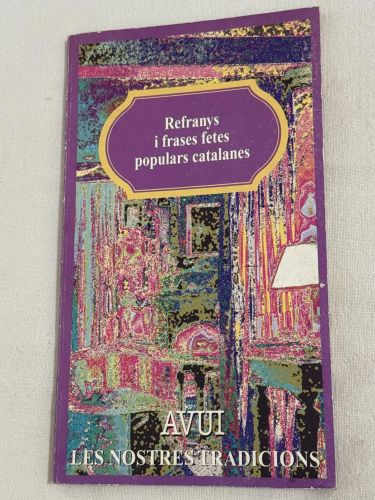 Refranys
i frases fetes
populars catalanes
AVUI
LES NOSTRES TRADICIONS